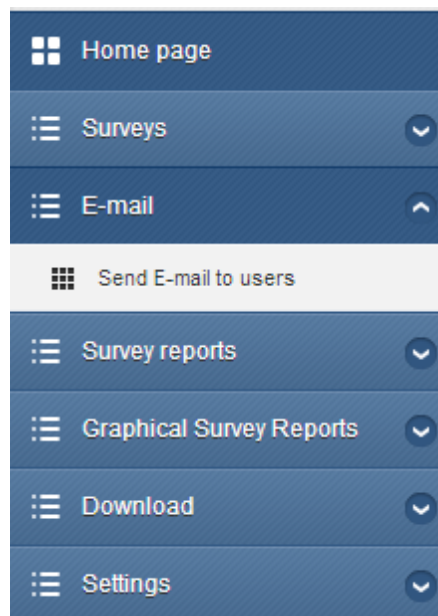 Home page
Surveys
E-mail
Send E-mail to users
Survey reports
Graphical Survey Reports
Download
Settings